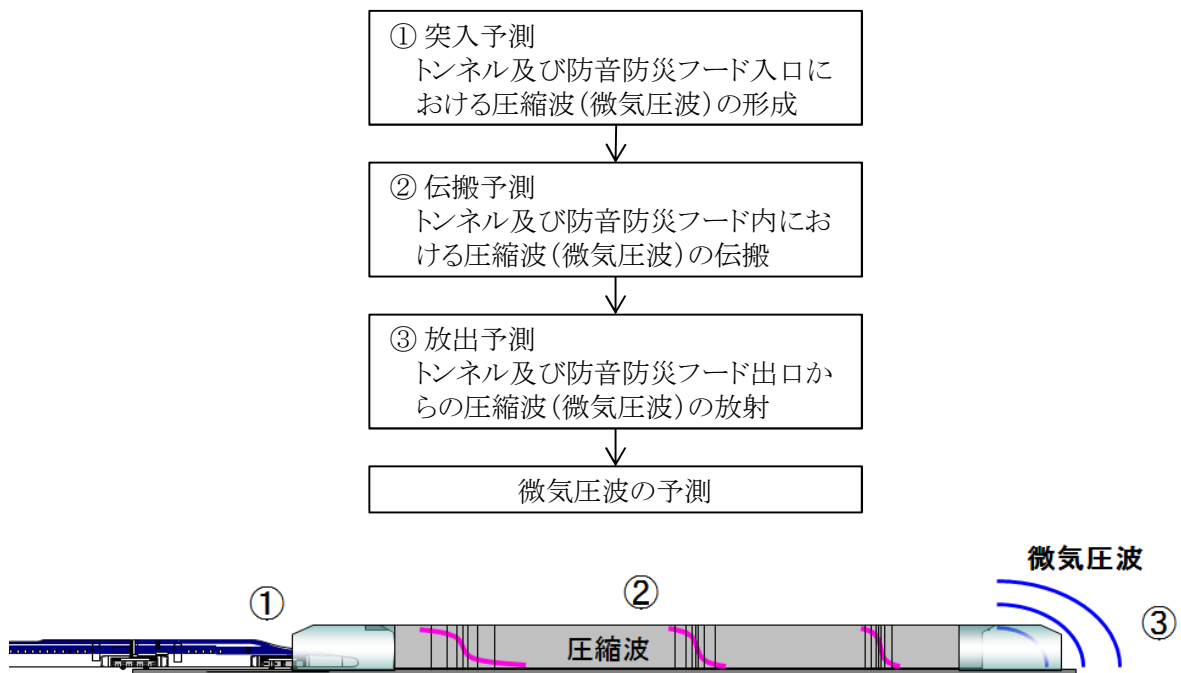 ① 突入予測
トンネル及び防音防災フード入口に
おける圧縮波(微気圧波)の形成
② 伝搬予測
トンネル及び防音防災フード内にお
ける圧縮波(微気圧波)の伝搬
③ 放出予測
トンネル及び防音防災フード出口か
らの圧縮波(微気圧波)の放射
微気圧波の予測
微気圧波
①
②
③
圧縮波